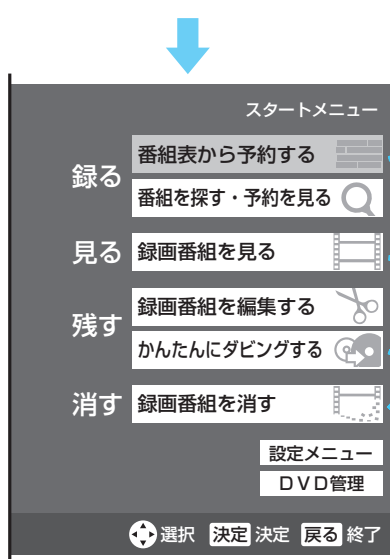 スタートメニュー
録る
番組表から予約する
番組を探す・予約を見る
見る
録画番組を見る
残す
録画番組を編集する
かんたんにダビングする
消す
録画番組を消す
設定メニュー
DVD管理
選択 決定 決定 戻る 終了